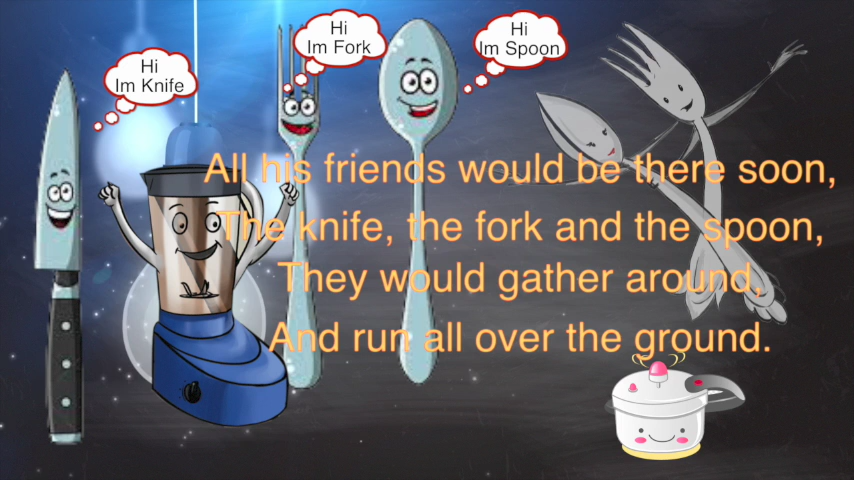 Hi
Im Knife
Hi
Im Fork
Hi
Im Spoon
All his friends would be there soon,
The knife, the fork and the spoon,
They would gather around,
And run all over the ground.